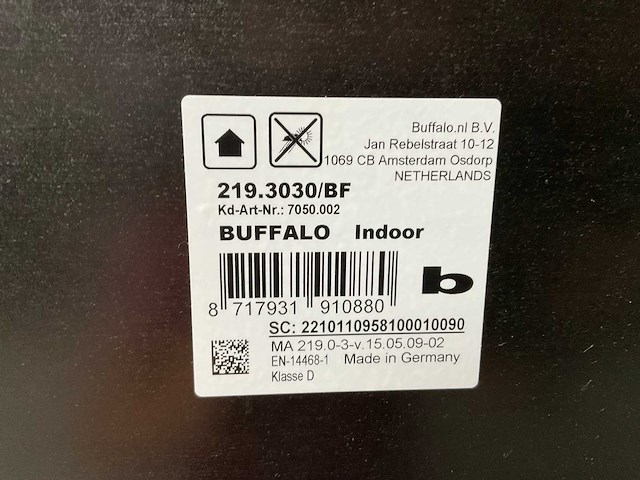 Buffalo.nl B.V.
Jan Rebelstraat 10-12
1069 CB Amsterdam Osdorp
NETHERLANDS
219.3030/BF
Kd-Art-Nr.: 7050.002
BUFFALO Indoor
8 717931 910880
b
SC: 2210110958100010090
MA 219.0-3-v.15.05.09-02
EN-14468-1 Made in Germany
Klasse D